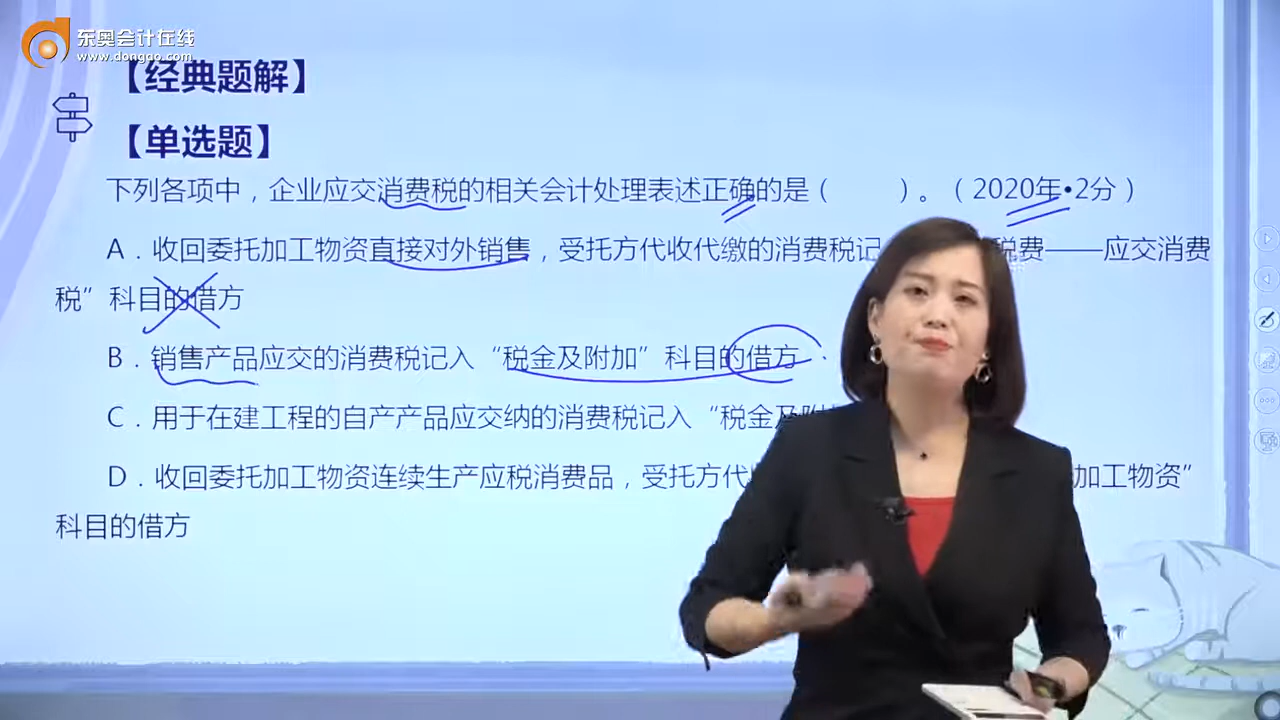 东奥会计在线
www.dongao.com
【经典题解】
【单选题】
下列各项中，企业应交消费税的相关会计处理表述正确的是（　　）。（2020年•2分）
A．收回委托加工物资直接对外销售，受托方代收代缴的消费税记 税费——应交消费
税”科目的借方
B．销售产品应交的消费税记入“税金及附加”科目的借方
C．用于在建工程的自产产品应交纳的消费税记入“税金及附
D．收回委托加工物资连续生产应税消费品，受托方代 加工物资”
科目的借方